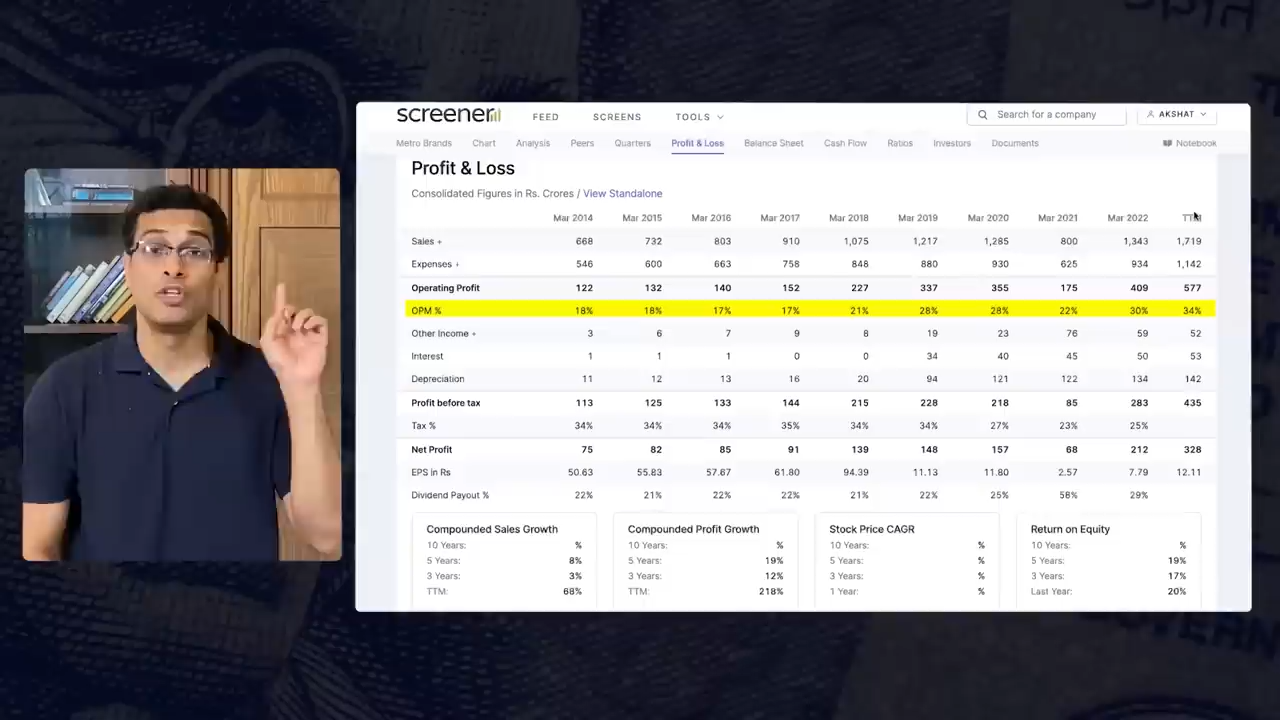 screener
FEED SCREENS TOOLS Search for a company AKSHAT
Metro Brands Chart Analysis Peers Quarters Profit & Loss Balance Sheet Cash Flow Ratios Investors Documents Notebook
Profit & Loss
Consolidated Figures in Rs. Crores / View Standalone
Mar 2014 Mar 2015 Mar 2016 Mar 2017 Mar 2018 Mar 2019 Mar 2020 Mar 2021 Mar 2022 TTM
Sales + 668 732 803 910 1,075 1,217 1,285 800 1,343 1,719
Expenses + 546 600 663 758 848 880 930 625 934 1,142
Operating Profit 122 132 140 152 227 337 355 175 409 577
OPM % 18% 18% 17% 17% 21% 28% 28% 22% 30% 34%
Other Income + 3 6 7 9 8 19 23 76 59 52
Interest 1 1 1 0 0 34 40 45 50 53
Depreciation 11 12 13 16 20 94 121 122 134 142
Profit before tax 113 125 133 144 215 228 218 85 283 435
Tax % 34% 34% 34% 35% 34% 34% 27% 23% 25%
Net Profit 75 82 85 91 139 148 157 68 212 328
EPS in Rs 50.63 55.83 57.67 61.80 94.39 11.13 11.80 2.57 7.79 12.11
Dividend Payout % 22% 21% 22% 22% 21% 22% 25% 58% 29%
Compounded Sales Growth
10 Years: %
5 Years: 8%
3 Years: 3%
TTM: 68%
Compounded Profit Growth
10 Years: %
5 Years: 19%
3 Years: 12%
TTM: 218%
Stock Price CAGR
10 Years: %
5 Years: %
3 Years: %
1 Year: %
Return on Equity
10 Years: %
5 Years: 19%
3 Years: 17%
Last Year: 20%